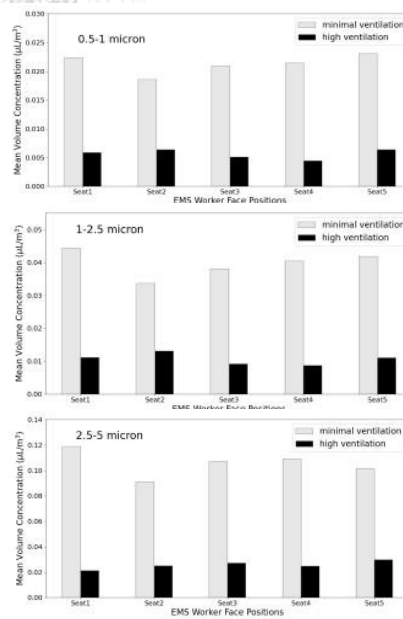 0.030
0.025
0.020
0.015
0.010
0.005
0.000
Mean Volume Concentration (μL/m³)
0.5-1 micron
minimal ventilation
high ventilation
Seat1 Seat2 Seat3 Seat4 Seat5
EMS Worker Face Positions
0.05
0.04
0.03
0.02
0.01
0.00
Mean Volume Concentration (μL/m³)
1-2.5 micron
minimal ventilation
high ventilation
Seat1 Seat2 Seat3 Seat4 Seat5
EMS Worker Face Positions
0.14
0.12
0.10
0.08
0.06
0.04
0.02
0.00
Mean Volume Concentration (μL/m³)
2.5-5 micron
minimal ventilation
high ventilation
Seat1 Seat2 Seat3 Seat4 Seat5
EMS Worker Face Positions